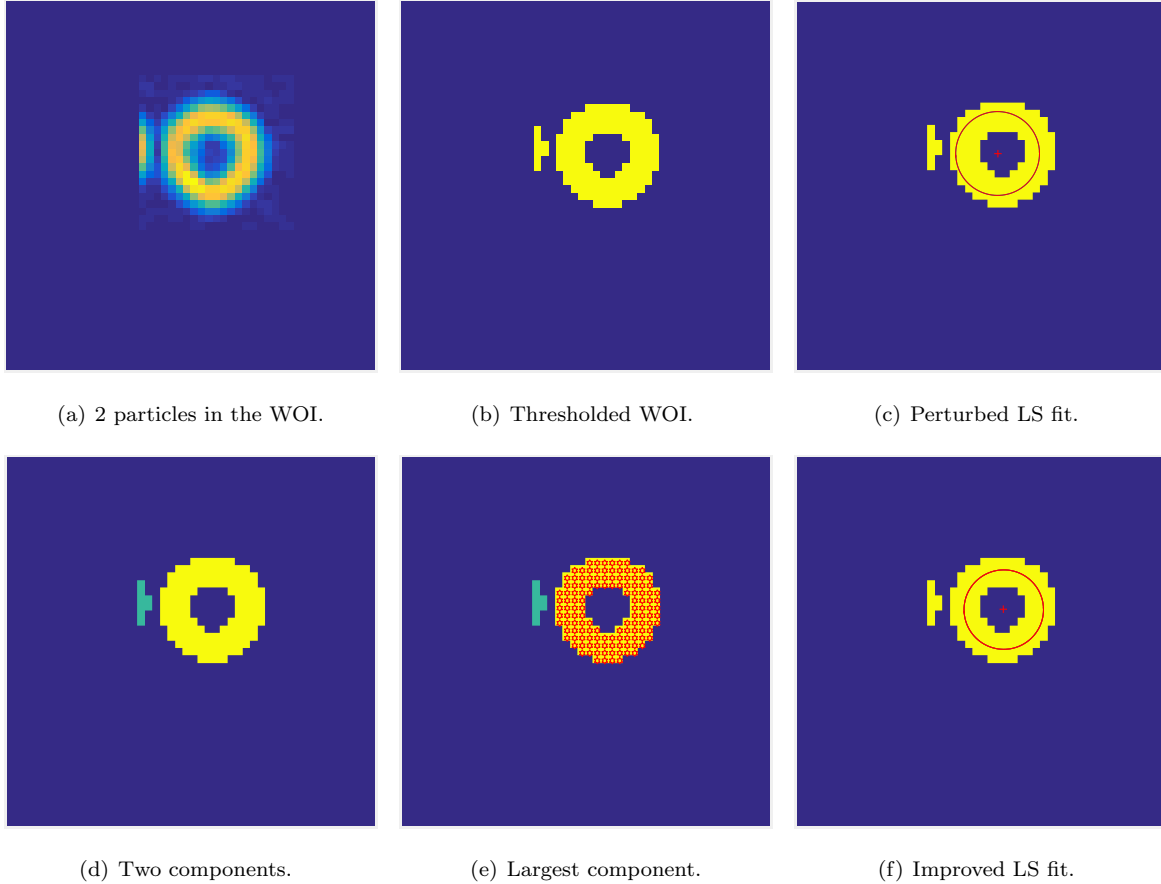 (a) 2 particles in the WOI.
(b) Thresholded WOI.
(c) Perturbed LS fit.
(d) Two components.
(e) Largest component.
(f) Improved LS fit.